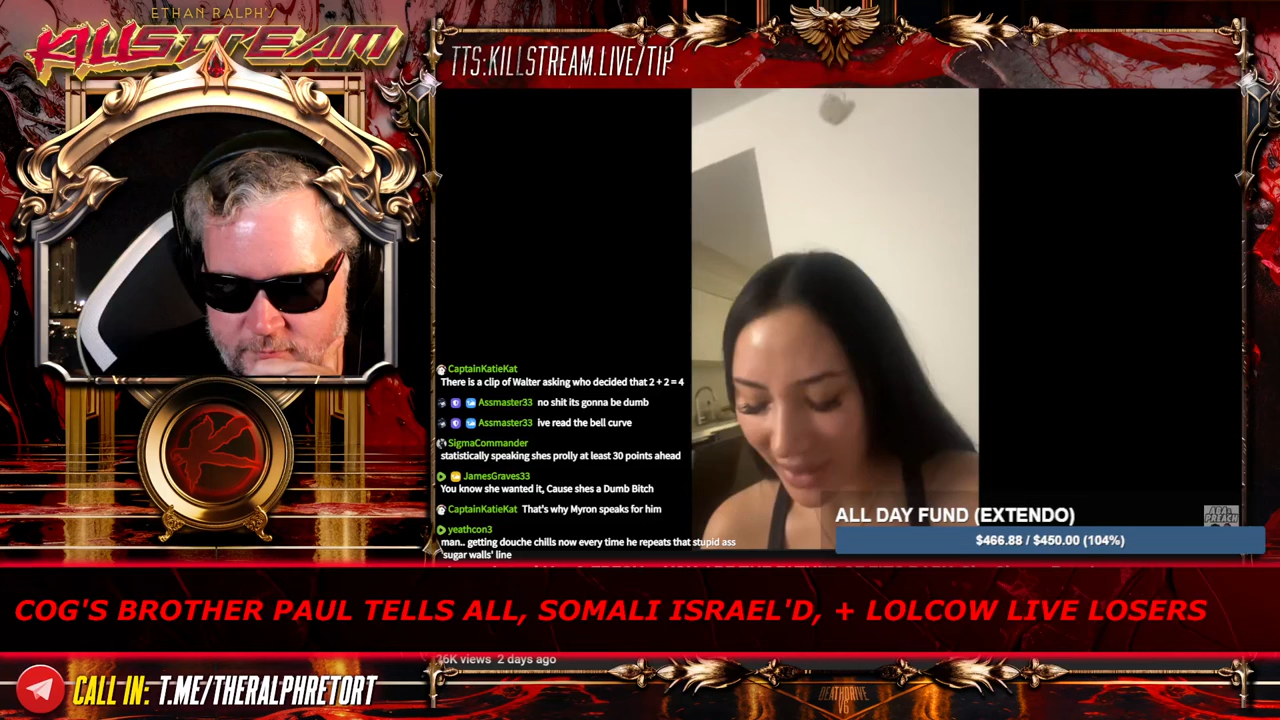 ETHAN RALPH'S
KILLSTREAM
TTS:KILLSTREAM.LIVE/TIP
CaptainKatieKat
There is a clip of Walter asking who decided that 2 + 2 = 4
Assmaster33 no shit its gonna be dumb
Assmaster33 ive read the bell curve
SigmaCommander
statistically speaking shes prolly at least 30 points ahead
JamesGraves33
You know she wanted it, Cause shes a Dumb Bitch
CaptainKatieKat That's why Myron speaks for him
yeathcon3
man.. getting douche chills now every time he repeats that stupid ass
'sugar walls' line
ALL DAY FUND (EXTENDO)
$466.88 / $450.00 (104%)
COG'S BROTHER PAUL TELLS ALL, SOMALI ISRAEL'D, + LOLCOW LIVE LOSERS
26K views 2 days ago
CALL IN: T.ME/THERALPHRETORT
DEATHDRIVE
V6